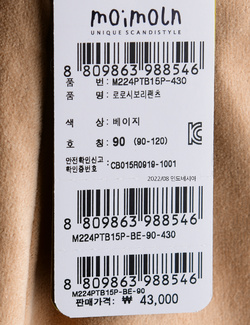 moimoln
UNIQUE SCANDISTYLE
8 809863 988546
품 번: M224PTB15P-430
품 명: 로로시보리팬츠
색 상: 베이지
호 칭: 90 (90-120)
안전확인신고
확인증번호 : CB015R0919-1001
2022/08 인도네시아
8 809863 988546
M224PTB15P-BE-90-430
8 809863 988546
M224PTB15P-BE-90
판매가격: ₩ 43,000